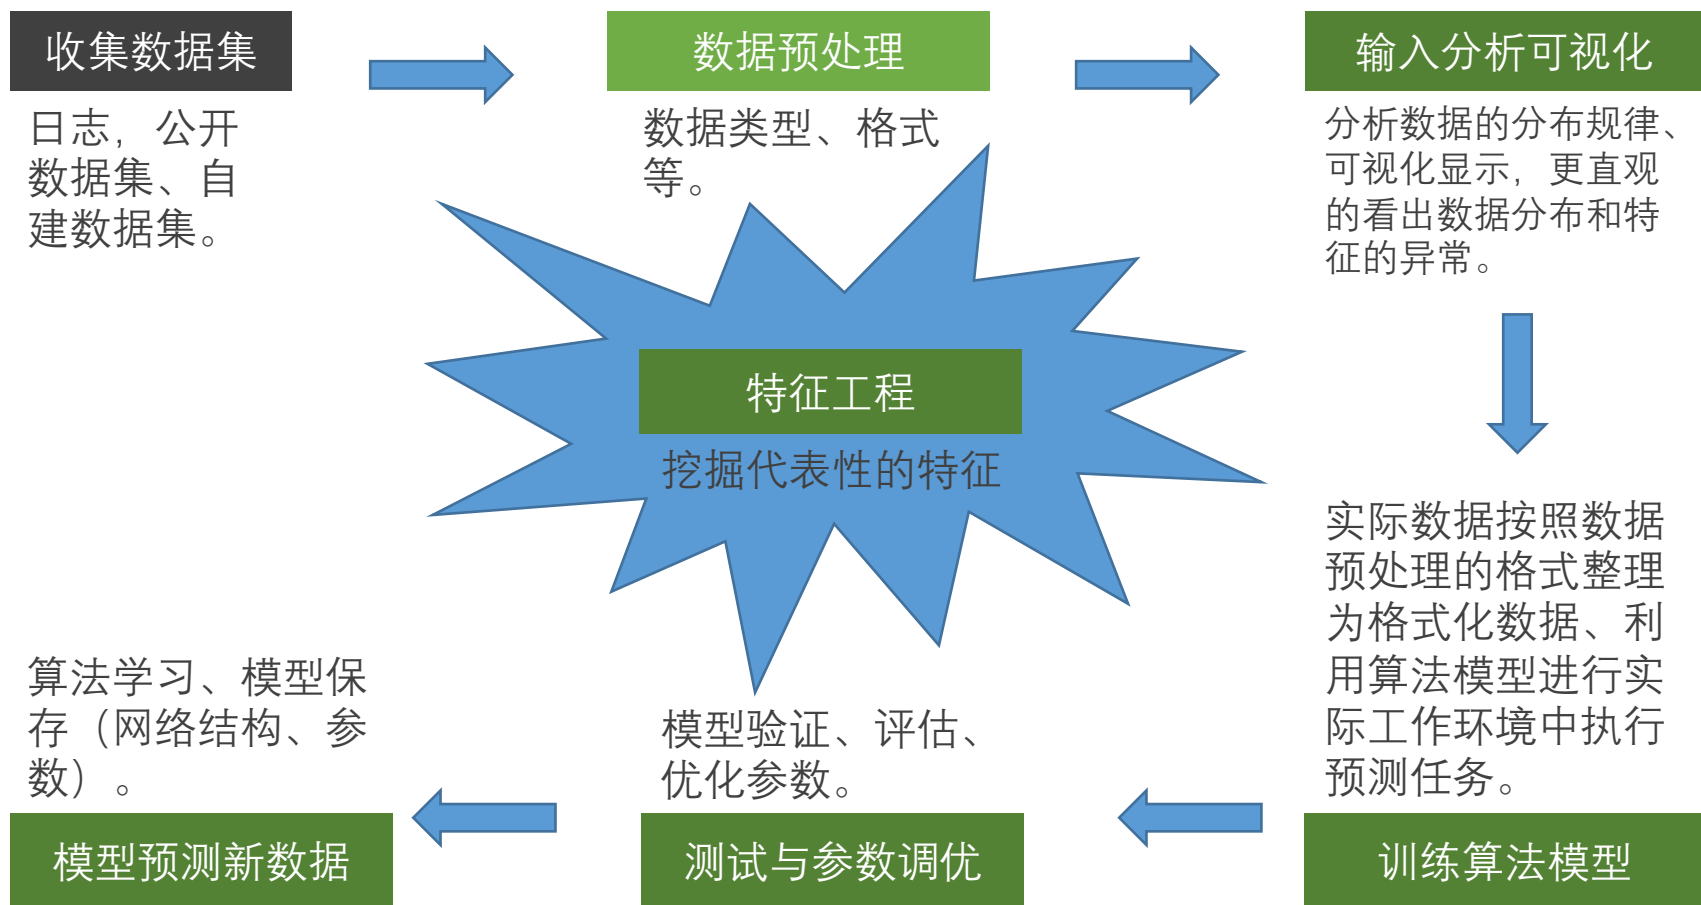 收集数据集
日志，公开
数据集、自
建数据集。
数据预处理
数据类型、格式
等。
输入分析可视化
分析数据的分布规律、
可视化显示，更直观
的看出数据分布和特
征的异常。
特征工程
挖掘代表性的特征
实际数据按照数据
预处理的格式整理
为格式化数据、利
用算法模型进行实
际工作环境中执行
预测任务。
训练算法模型
模型验证、评估、
优化参数。
测试与参数调优
算法学习、模型保
存（网络结构、参
数）。
模型预测新数据